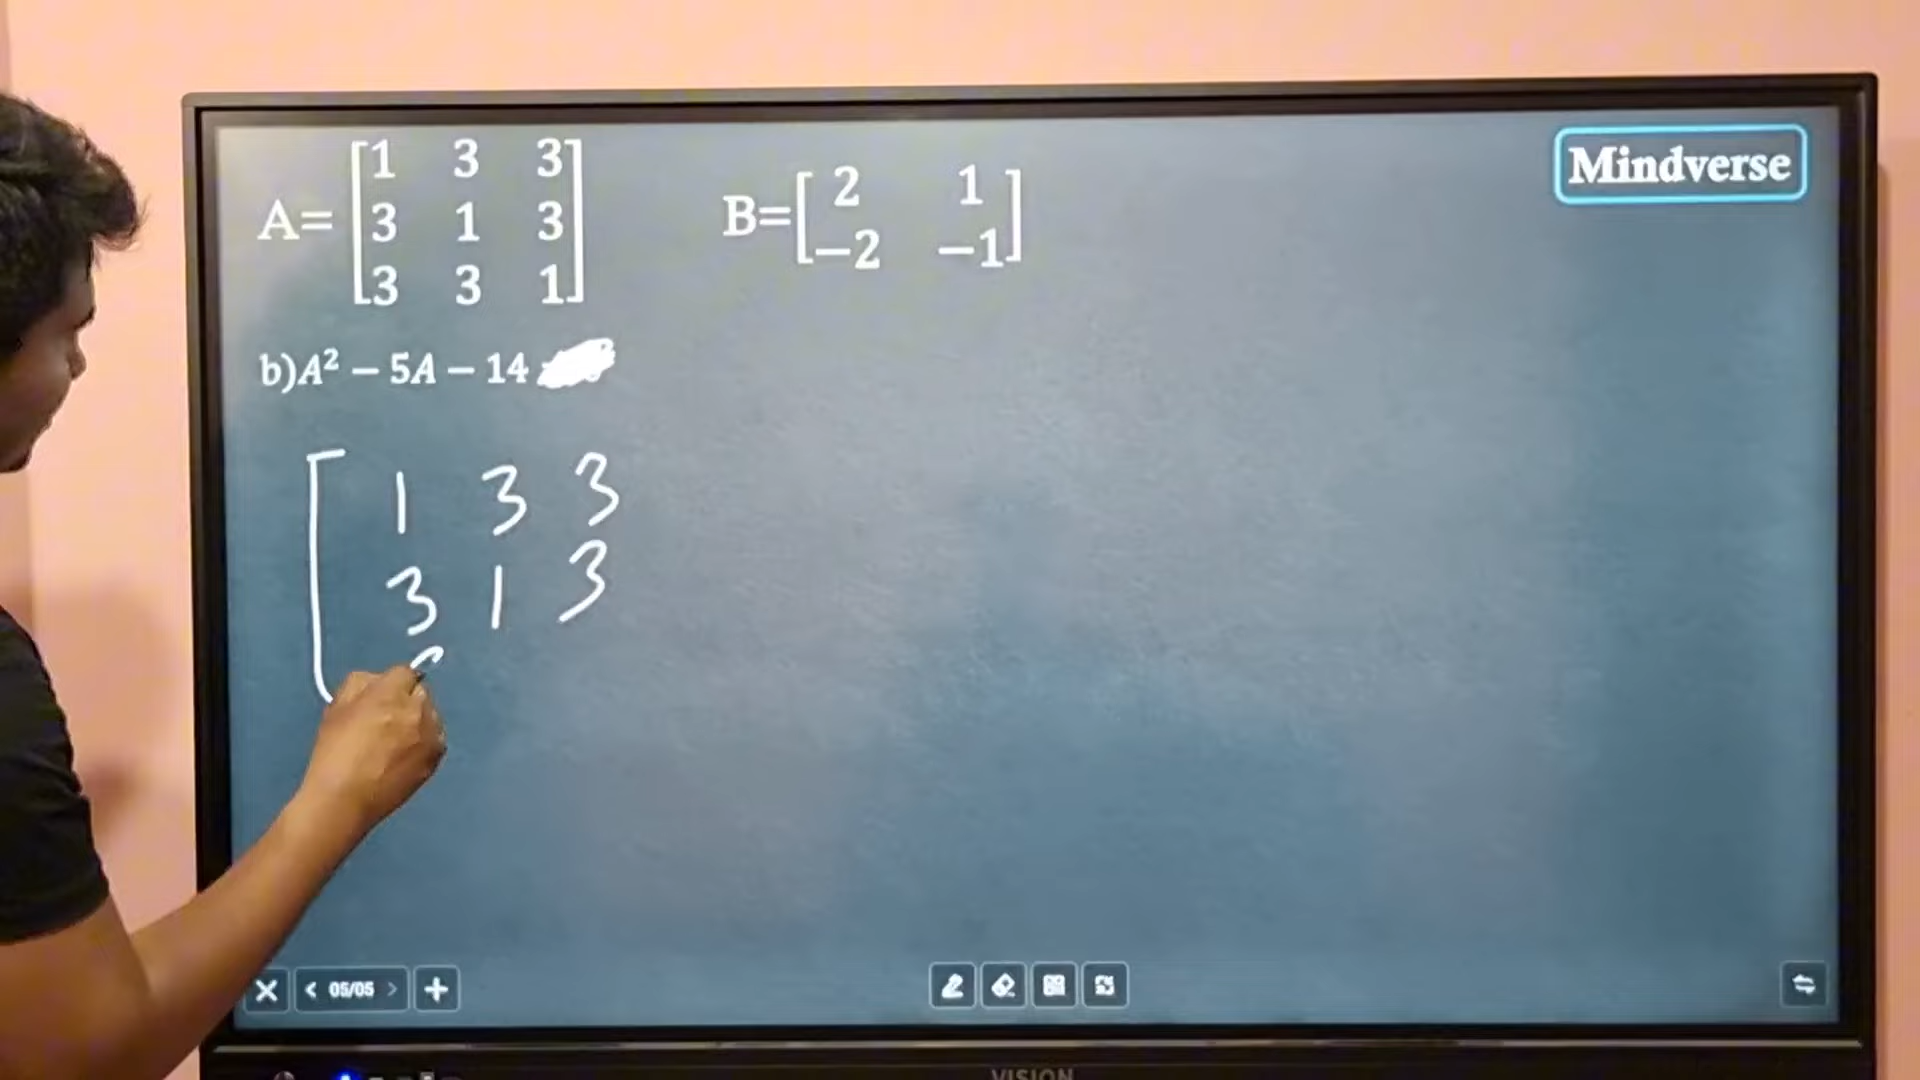 Mindverse
A= [1 3 3
3 1 3
3 3 1]
B= [2 1
−2 −1]
b)A² − 5A − 14
[ 1 3 3
3 1 3
05/05
VISION